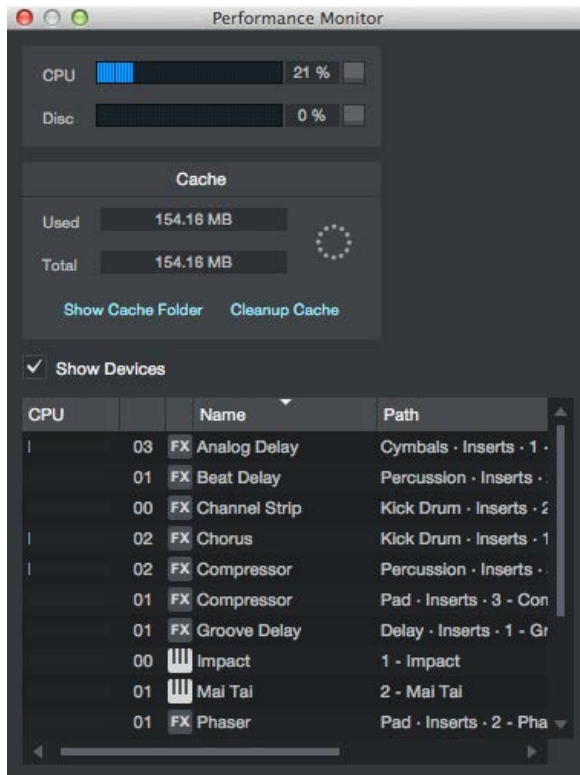 Performance Monitor
CPU 21 %
Disc 0 %
Cache
Used 154.16 MB
Total 154.16 MB
Show Cache Folder Cleanup Cache
Show Devices
CPU Name Path
03 FX Analog Delay Cymbals · Inserts · 1 ·
01 FX Beat Delay Percussion · Inserts ·
00 FX Channel Strip Kick Drum · Inserts · 2
02 FX Chorus Kick Drum · Inserts · 1
02 FX Compressor Percussion · Inserts ·
01 FX Compressor Pad · Inserts · 3 - Com
01 FX Groove Delay Delay · Inserts · 1 - Gr
00 Impact 1 - Impact
01 Mai Tai 2 - Mai Tai
01 FX Phaser Pad · Inserts · 2 - Pha